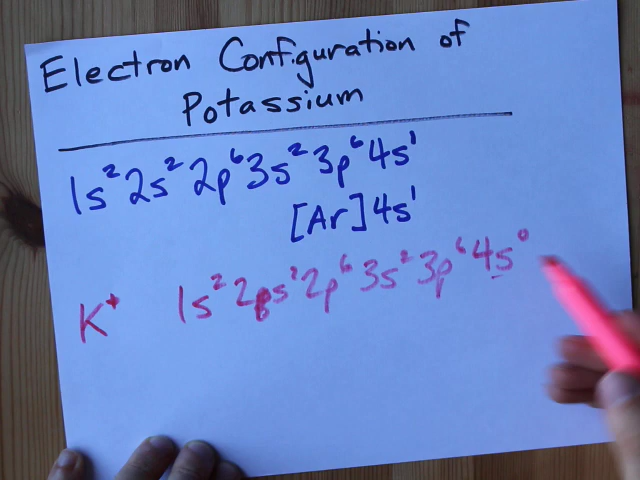 Electron Configuration of
Potassium
1s²2s²2p⁶3s²3p⁶4s¹
[Ar]4s¹
K⁺ 1s²2s²2p⁶3s²3p⁶4s⁰